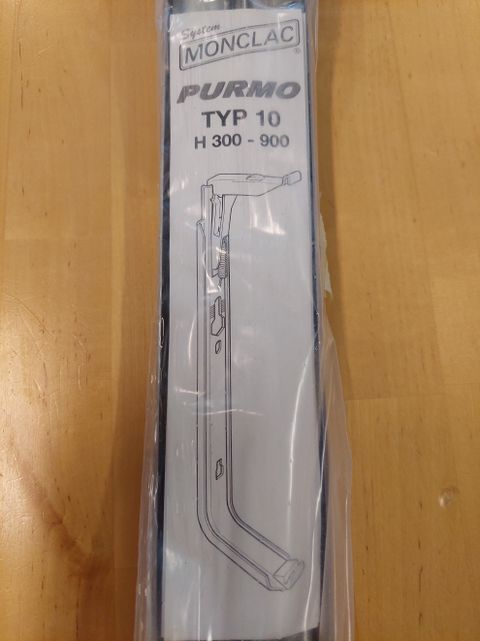 System
MONCLAC®
PURMO
TYP 10
H 300 - 900